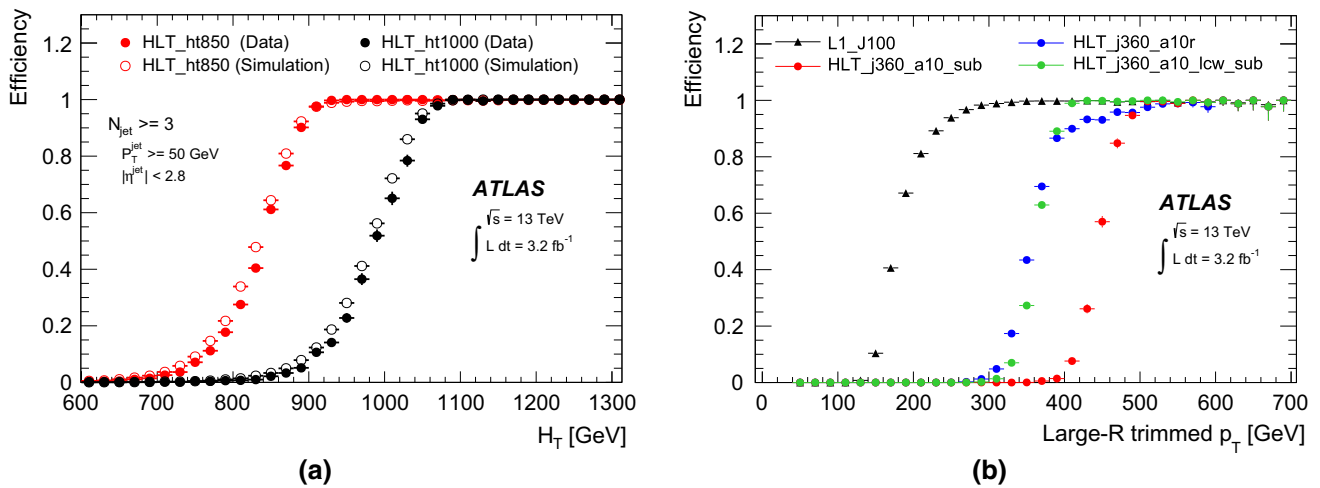 Efficiency
1.2
1
0.8
0.6
0.4
0.2
0
HLT_ht850 (Data)
HLT_ht850 (Simulation)
HLT_ht1000 (Data)
HLT_ht1000 (Simulation)
N_jet >= 3
P_T^jet >= 50 GeV
|η^jet| < 2.8
ATLAS
√s = 13 TeV
∫ L dt = 3.2 fb⁻¹
600 700 800 900 1000 1100 1200 1300
H_T [GeV]
(a)
Efficiency
1.2
1
0.8
0.6
0.4
0.2
0
L1_J100
HLT_j360_a10_sub
HLT_j360_a10r
HLT_j360_a10_lcw_sub
ATLAS
√s = 13 TeV
∫ L dt = 3.2 fb⁻¹
0 100 200 300 400 500 600 700
Large-R trimmed p_T [GeV]
(b)